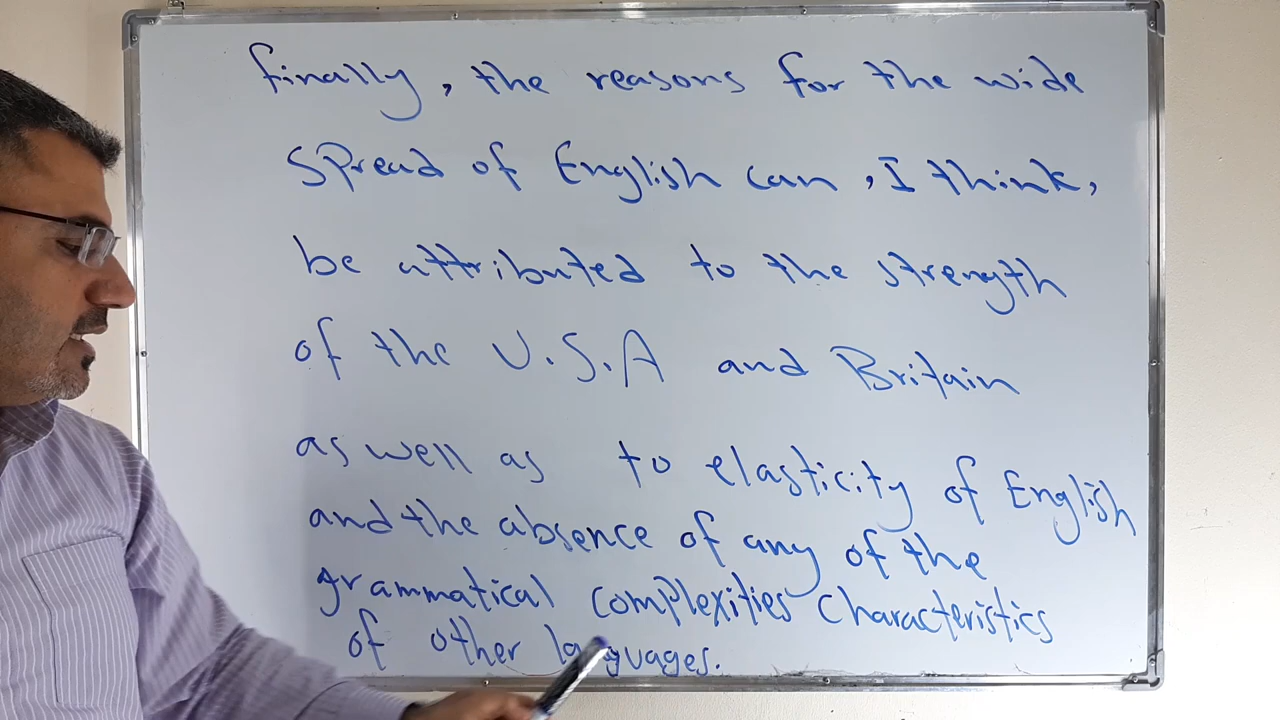 finally, the reasons for the wide
spread of English can, I think,
be attributed to the strength
of the U.S.A and Britain
as well as to elasticity of English
and the absence of any of the
grammatical complexities characteristics
of other languages.